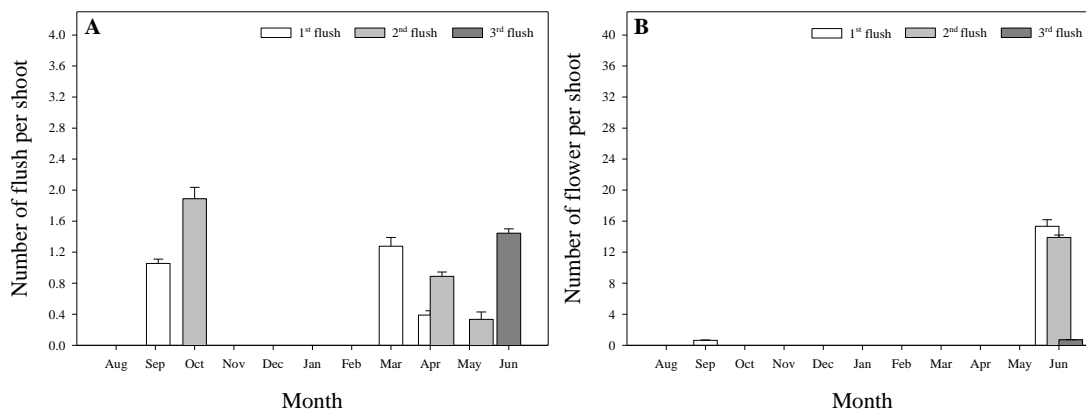 A
1st flush 2nd flush 3rd flush
Number of flush per shoot
4.0
3.6
3.2
2.8
2.4
2.0
1.6
1.2
0.8
0.4
0.0
Aug Sep Oct Nov Dec Jan Feb Mar Apr May Jun
Month
B
1st flush 2nd flush 3rd flush
Number of flower per shoot
40
36
32
28
24
20
16
12
8
4
0
Aug Sep Oct Nov Dec Jan Feb Mar Apr May Jun
Month